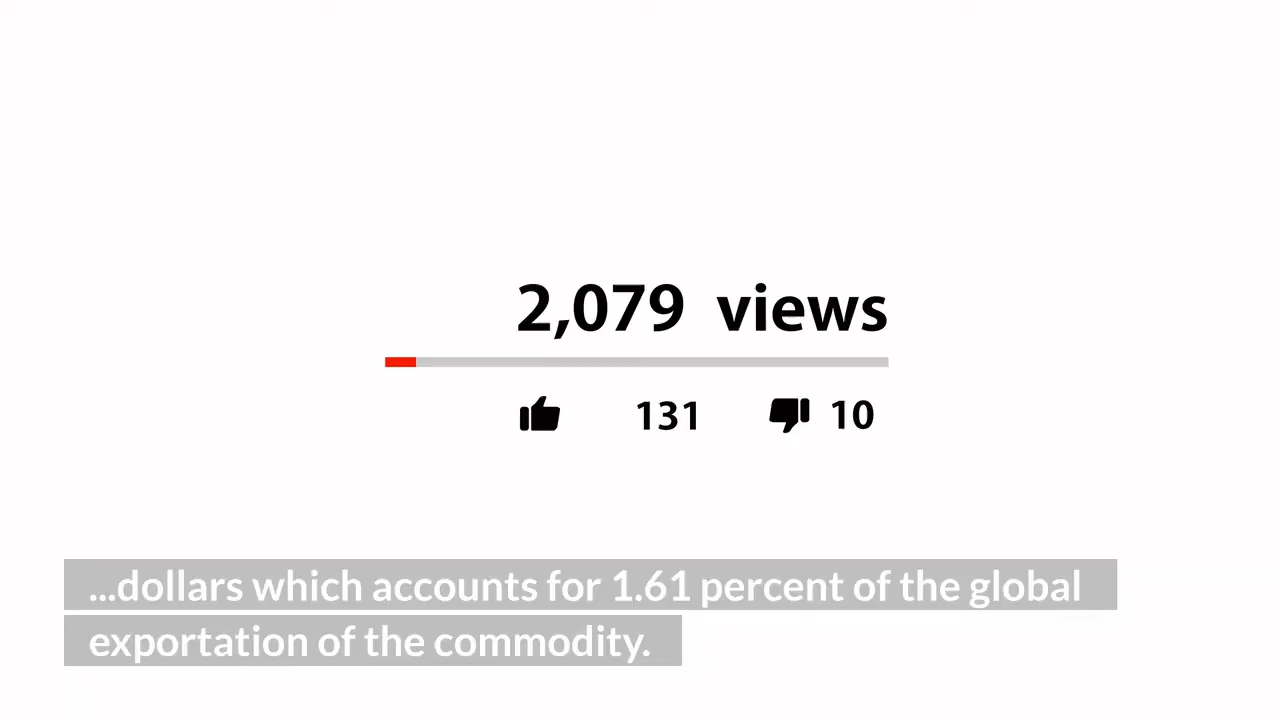 2,079 views
131 10
...dollars which accounts for 1.61 percent of the global
exportation of the commodity.